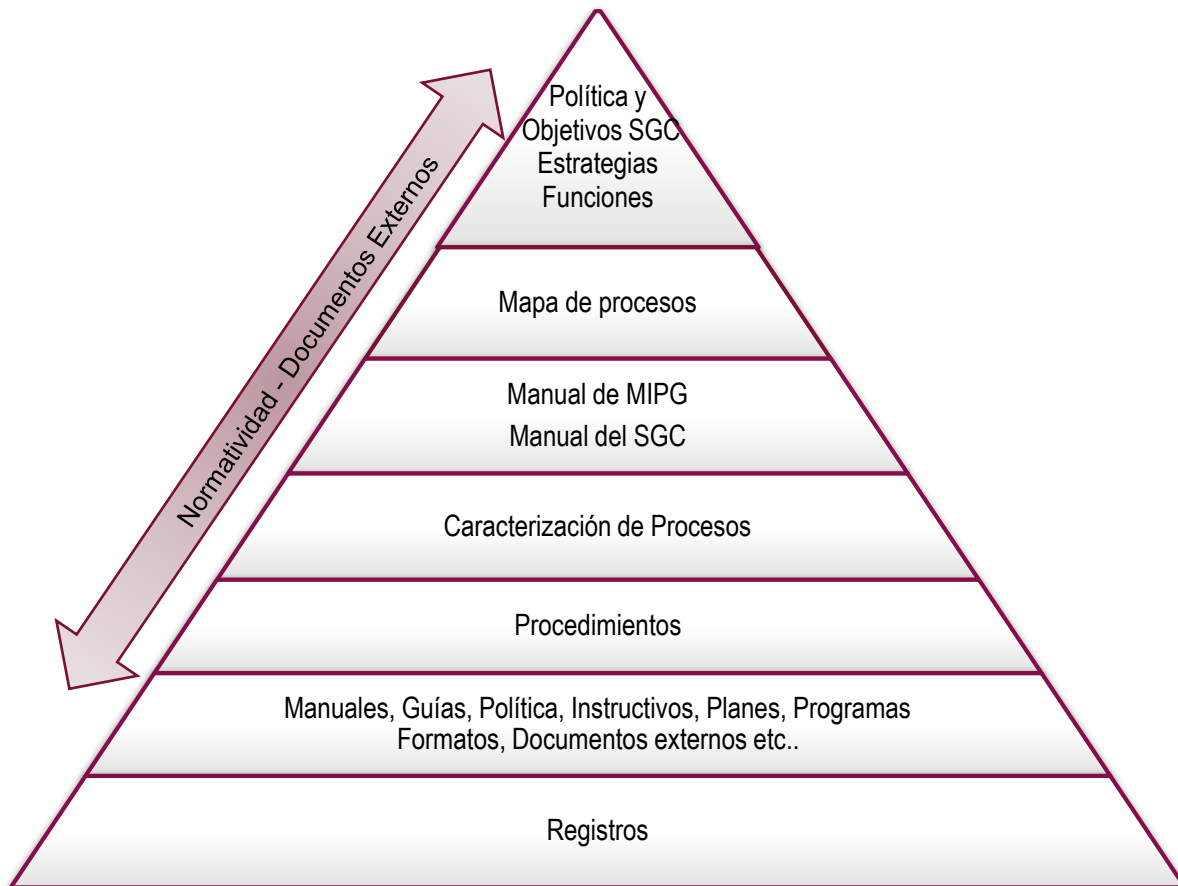 Política y
Objetivos SGC
Estrategias
Funciones
Normatividad - Documentos Externos
Mapa de procesos
Manual de MIPG
Manual del SGC
Caracterización de Procesos
Procedimientos
Manuales, Guías, Política, Instructivos, Planes, Programas
Formatos, Documentos externos etc..
Registros